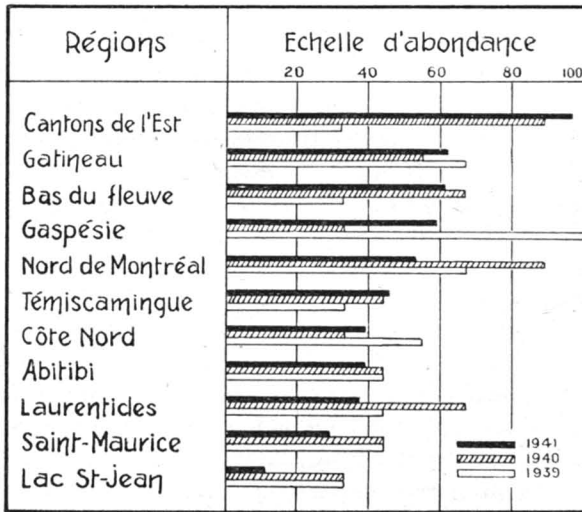 Régions
Echelle d'abondance
20 40 60 80 100
Cantons de l'Est
Gatineau
Bas du fleuve
Gaspésie
Nord de Montréal
Témiscamingue
Côte Nord
Abitibi
Laurentides
Saint-Maurice
Lac St-Jean
1941
1940
1939